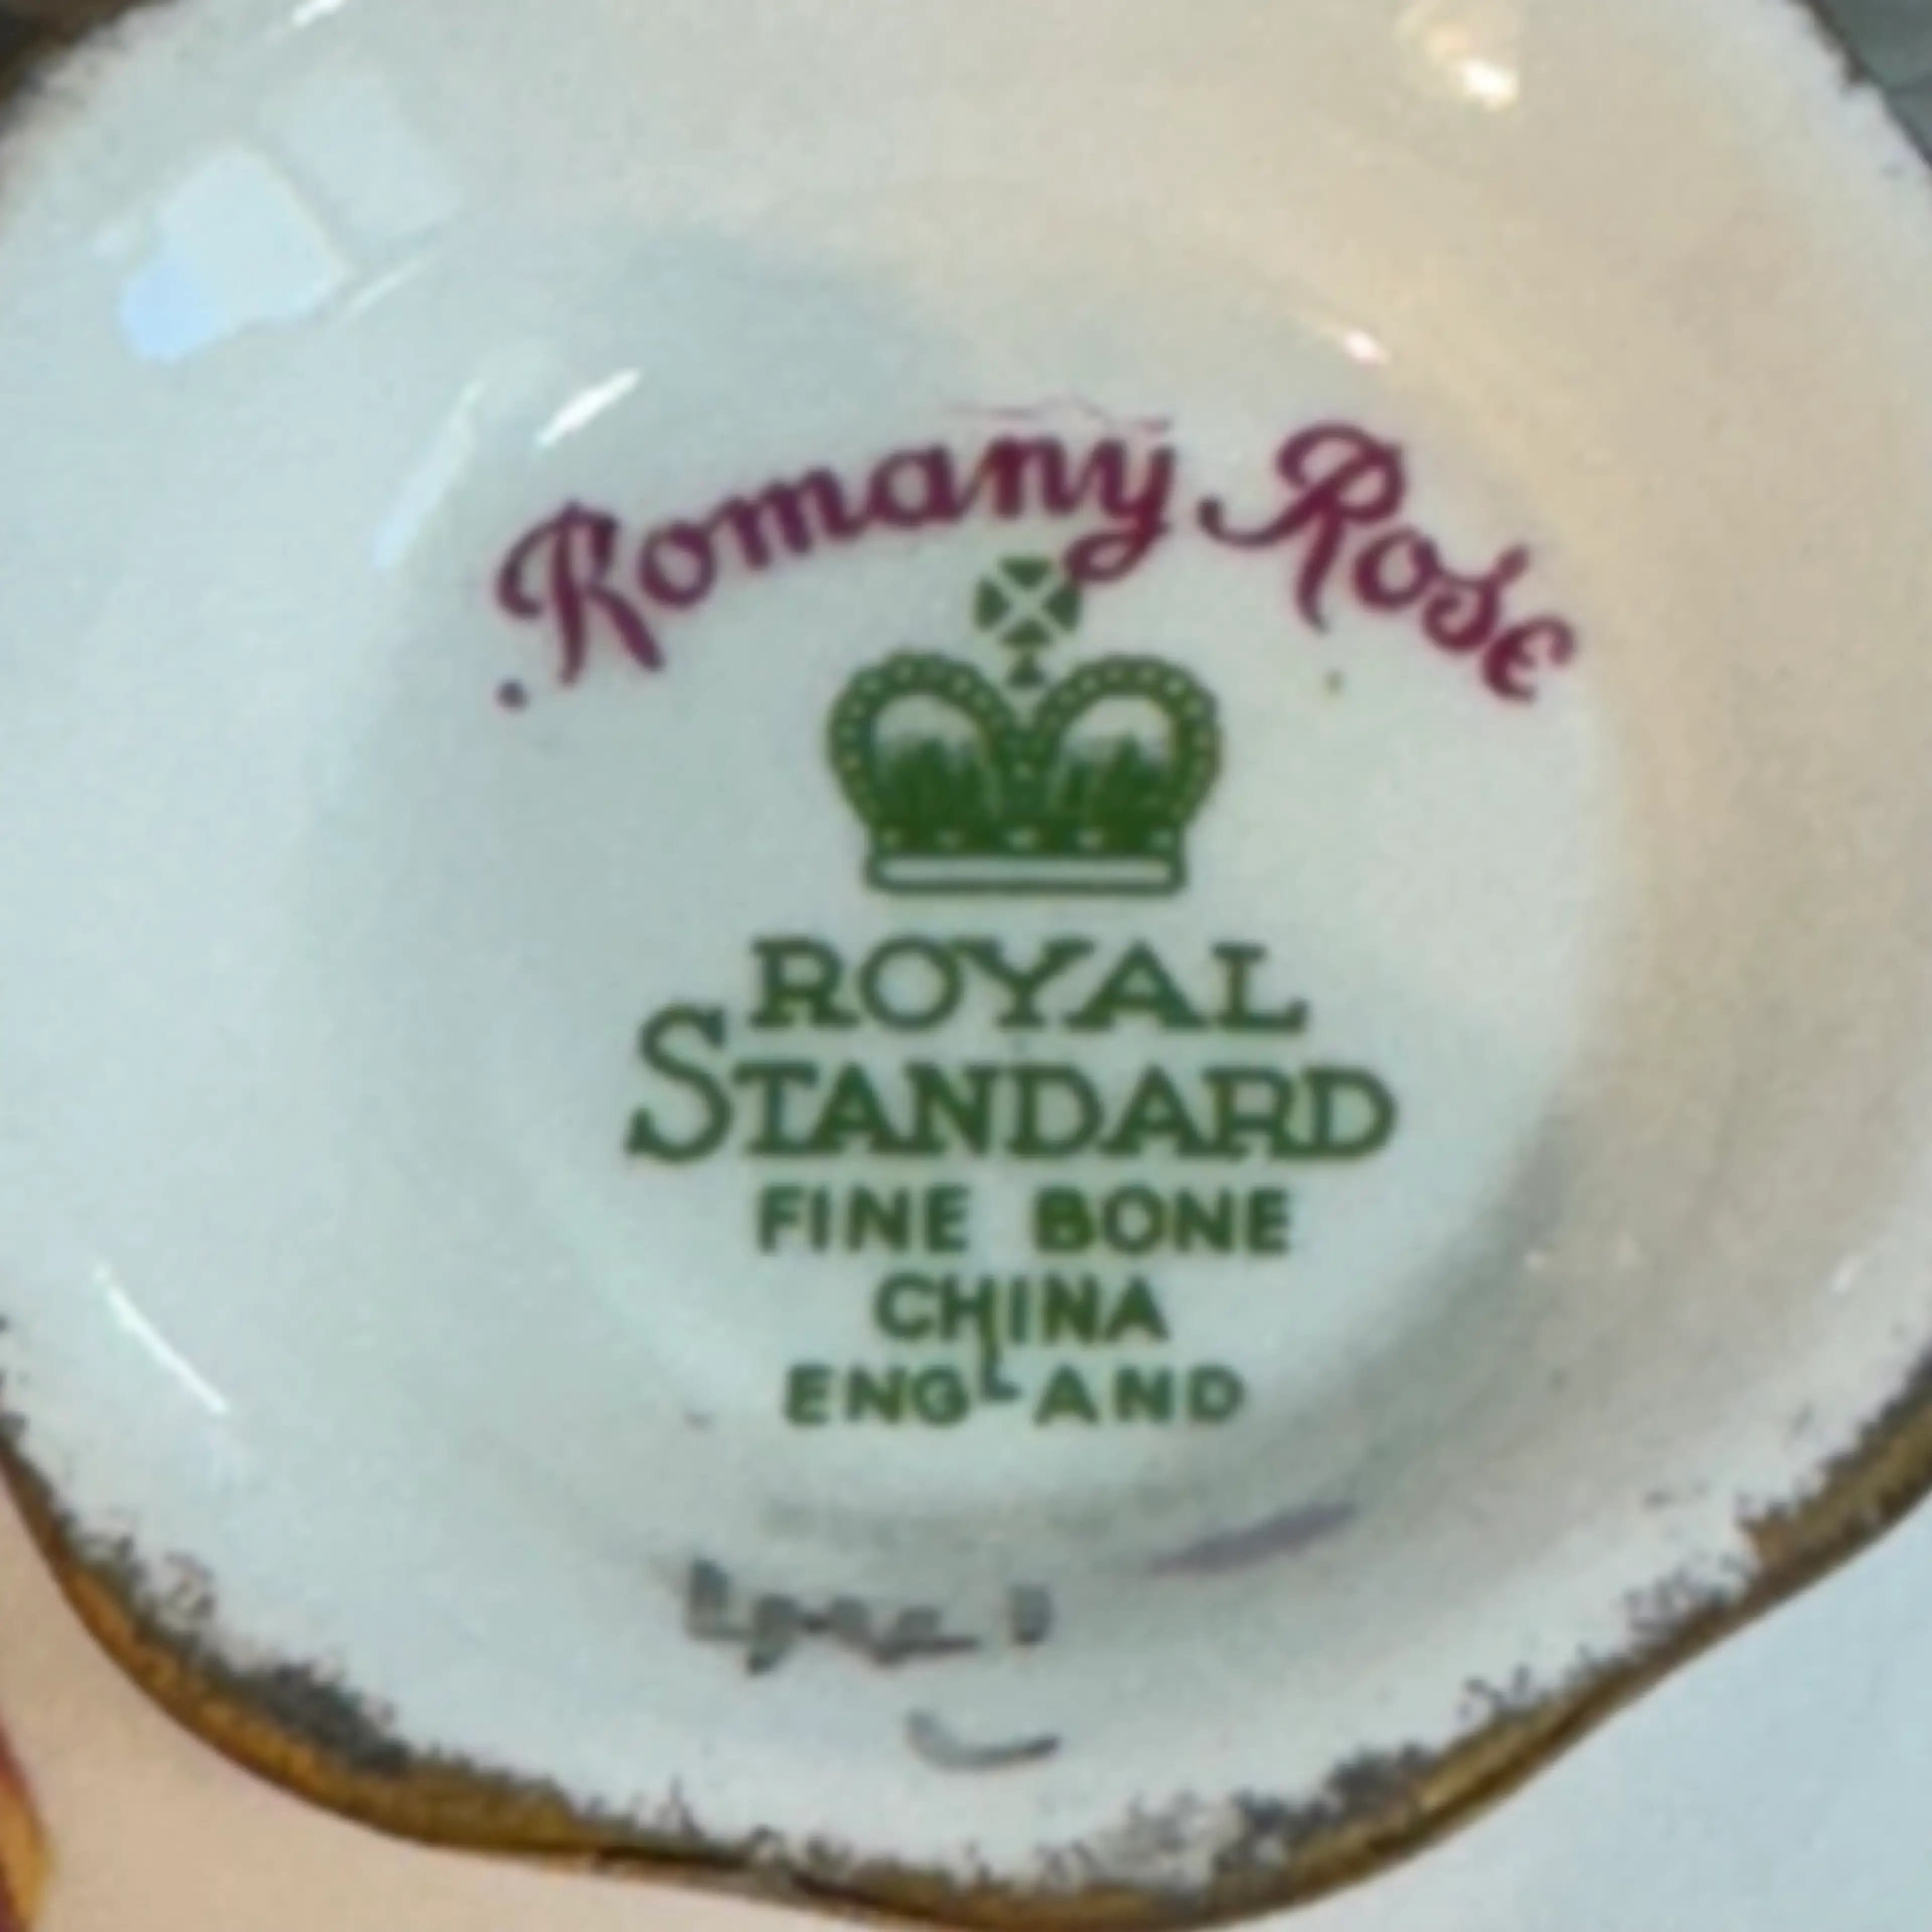 Romany Rose
ROYAL
STANDARD
FINE BONE
CHINA
ENGLAND